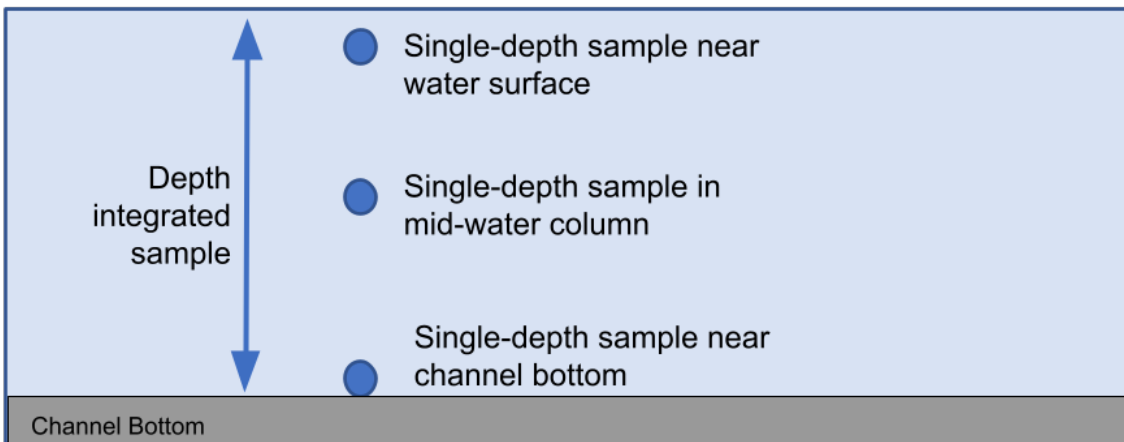 Single-depth sample near
water surface
Depth
integrated
sample
Single-depth sample in
mid-water column
Single-depth sample near
channel bottom
Channel Bottom